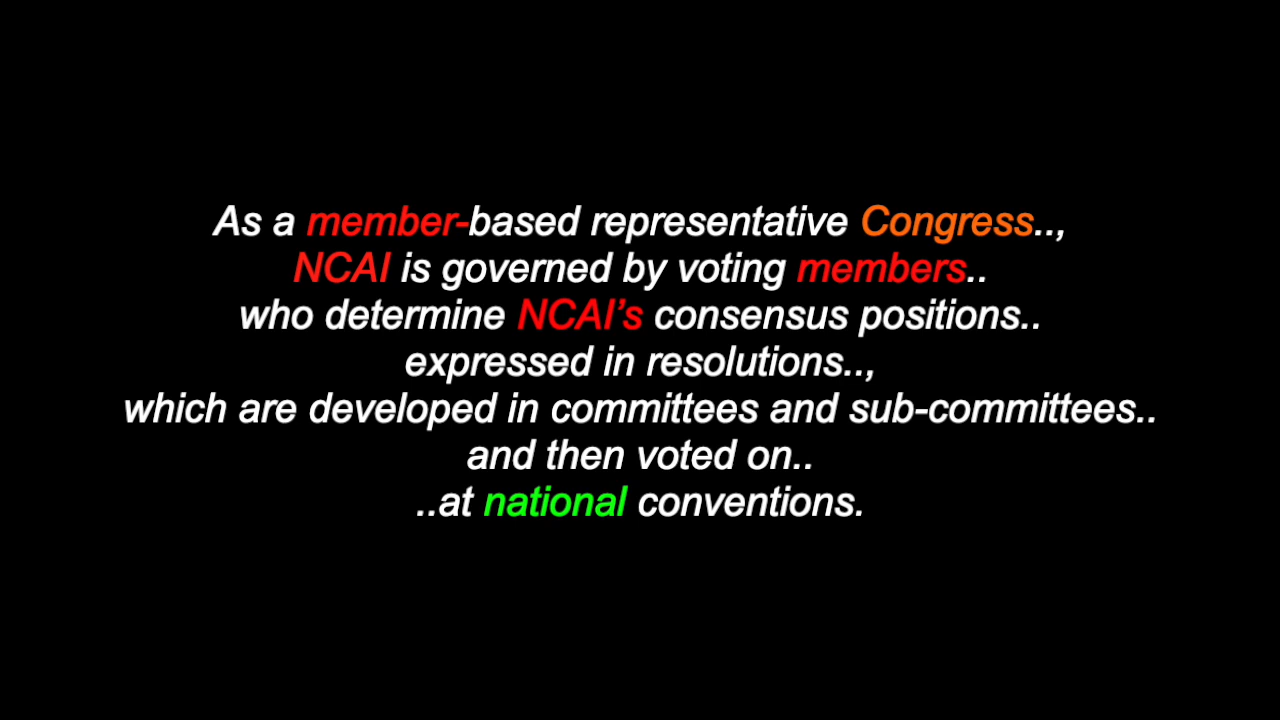 As a member-based representative Congress..,
NCAI is governed by voting members..
who determine NCAI’s consensus positions..
expressed in resolutions..,
which are developed in committees and sub-committees..
and then voted on..
..at national conventions.